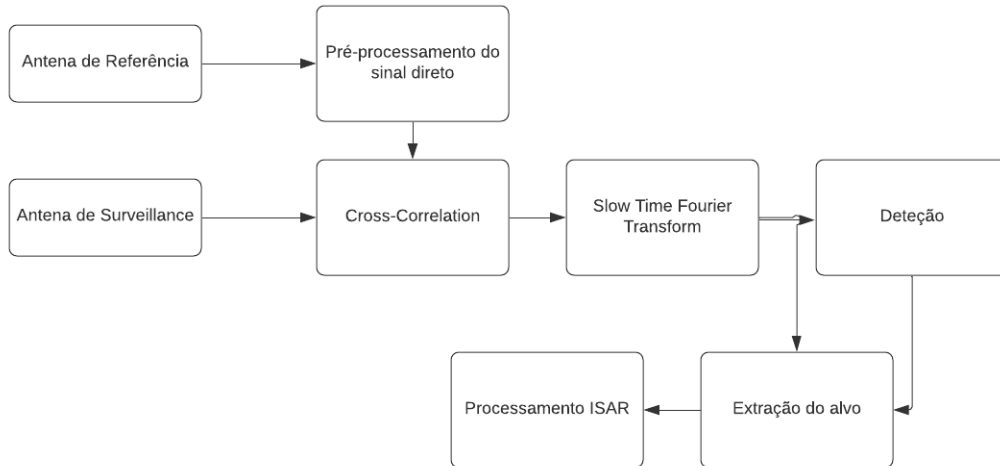 Antena de Referência
Pré-processamento do
sinal direto
Antena de Surveillance
Cross-Correlation
Slow Time Fourier
Transform
Deteção
Processamento ISAR
Extração do alvo